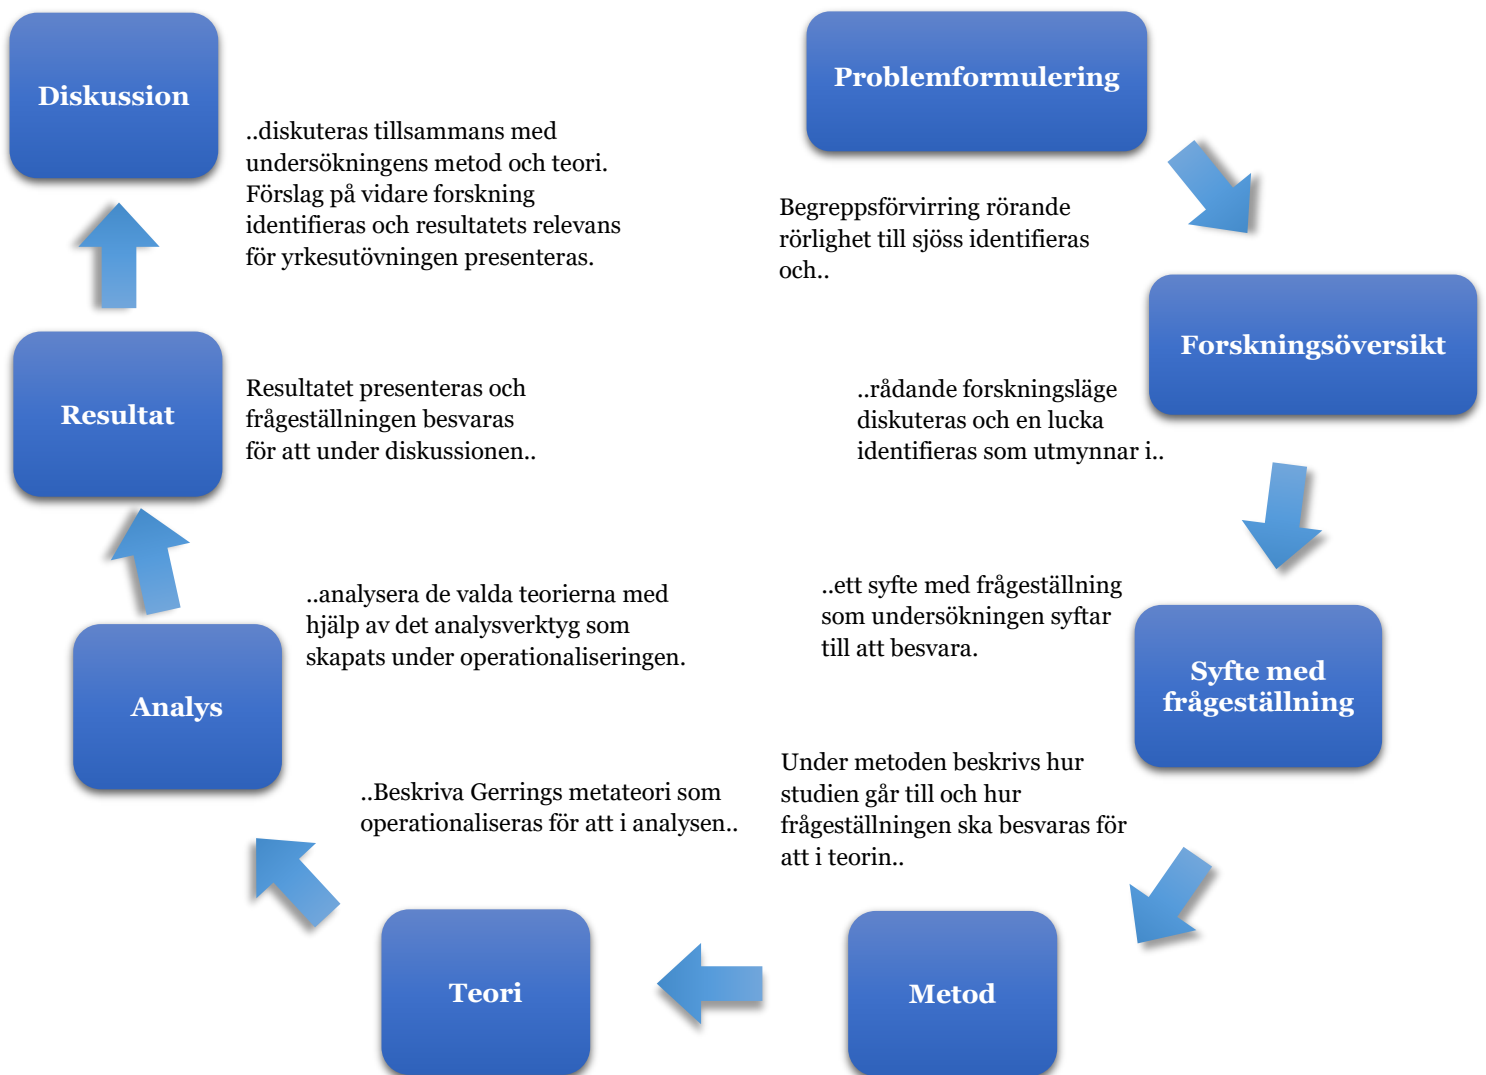 Problemformulering
Begreppsförvirring rörande
rörlighet till sjöss identifieras
och..
Forskningsöversikt
..rådande forskningsläge
diskuteras och en lucka
identifieras som utmynnar i..
Syfte med
frågeställning
..ett syfte med frågeställning
som undersökningen syftar
till att besvara.
Metod
Under metoden beskrivs hur
studien går till och hur
frågeställningen ska besvaras för
att i teorin..
Teori
..Beskriva Gerrings metateori som
operationaliseras för att i analysen..
Analys
..analysera de valda teorierna med
hjälp av det analysverktyg som
skapats under operationaliseringen.
Resultat
Resultatet presenteras och
frågeställningen besvaras
för att under diskussionen..
Diskussion
..diskuteras tillsammans med
undersökningens metod och teori.
Förslag på vidare forskning
identifieras och resultatets relevans
för yrkesutövningen presenteras.